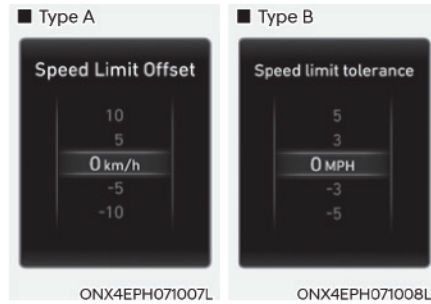 ■ Type A
Speed Limit Offset
10
5
0 km/h
-5
-10
ONX4EPH071007L
■ Type B
Speed limit tolerance
5
3
0 MPH
-3
-5
ONX4EPH071008L